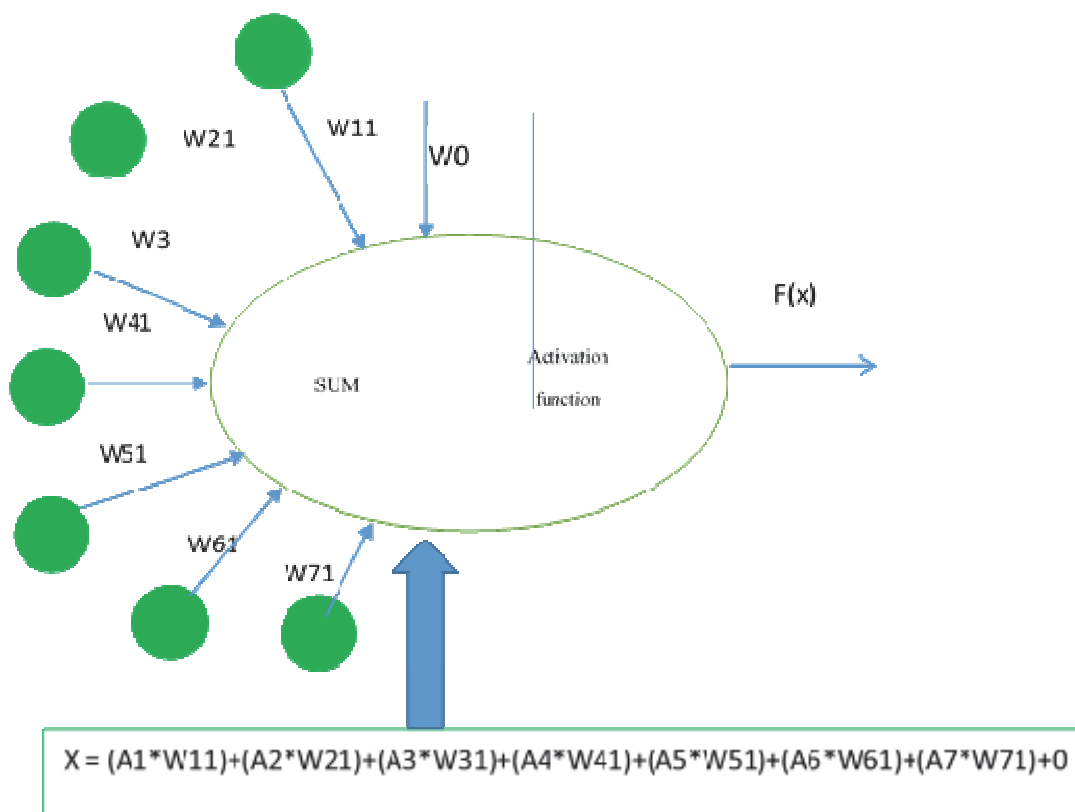 W11
W21
W0
W3
F(x)
W41
Activation
SUM
function
W51
W61
W71
X = (A1*W11)+(A2*W21)+(A3*W31)+(A4*W41)+(A5*W51)+(A6*W61)+(A7*W71)+0